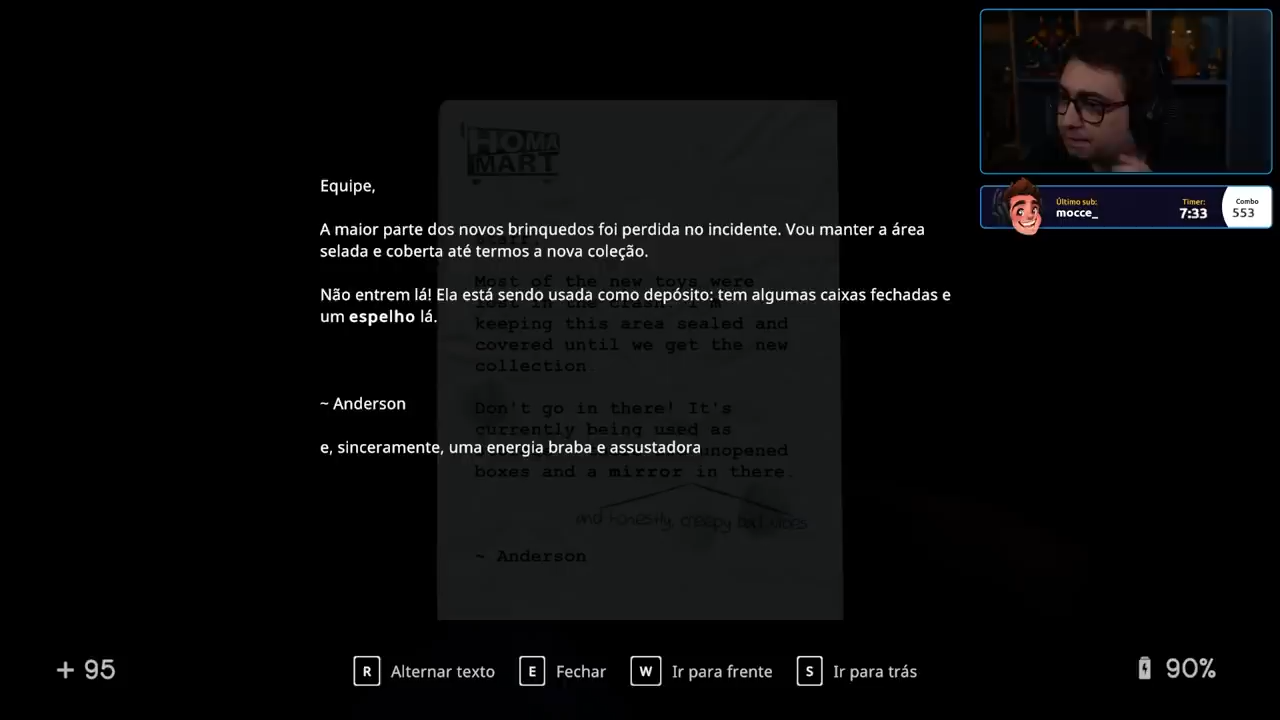 HOMA
MART
Equipe,
A maior parte dos novos brinquedos foi perdida no incidente. Vou manter a área
selada e coberta até termos a nova coleção.
Não entrem lá! Ela está sendo usada como depósito: tem algumas caixas fechadas e
um espelho lá.
~ Anderson
e, sinceramente, uma energia braba e assustadora
Most of the new toys were
keeping this area sealed and
covered until we get the new
collection.
Don't go in there! It's
currently being used as
unopened
boxes and a mirror in there.
and honestly, creepy bad vibes
~ Anderson
Último sub:
mocce_
Timer:
7:33
Combo
553
+ 95
R Alternar texto
E Fechar
W Ir para frente
S Ir para trás
90%